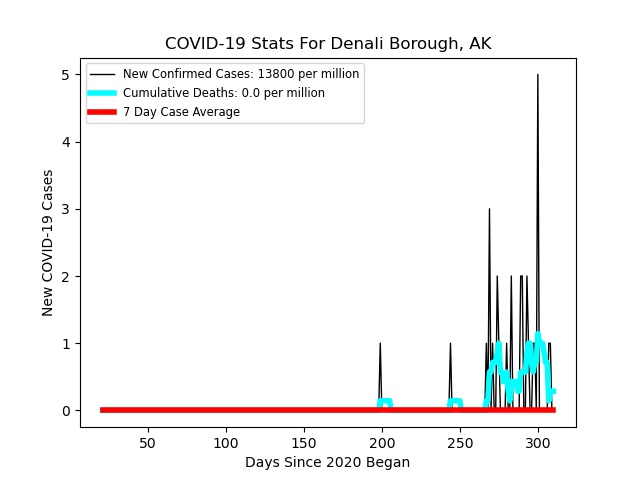 COVID-19 Stats For Denali Borough, AK
New Confirmed Cases: 13800 per million
Cumulative Deaths: 0.0 per million
7 Day Case Average
New COVID-19 Cases
5
4
3
2
1
0
50 100 150 200 250 300
Days Since 2020 Began